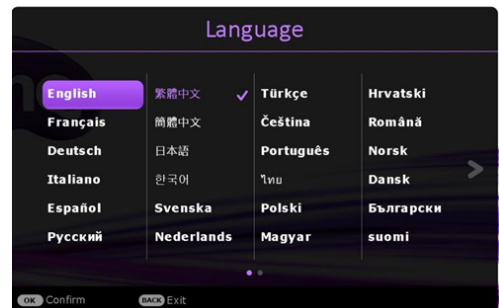 Language
English
Français
Deutsch
Italiano
Español
Русский
繁體中文
簡體中文
日本語
한국어
Svenska
Nederlands
Türkçe
Čeština
Português
ไทย
Polski
Magyar
Hrvatski
Română
Norsk
Dansk
Български
suomi
OK Confirm
BACK Exit